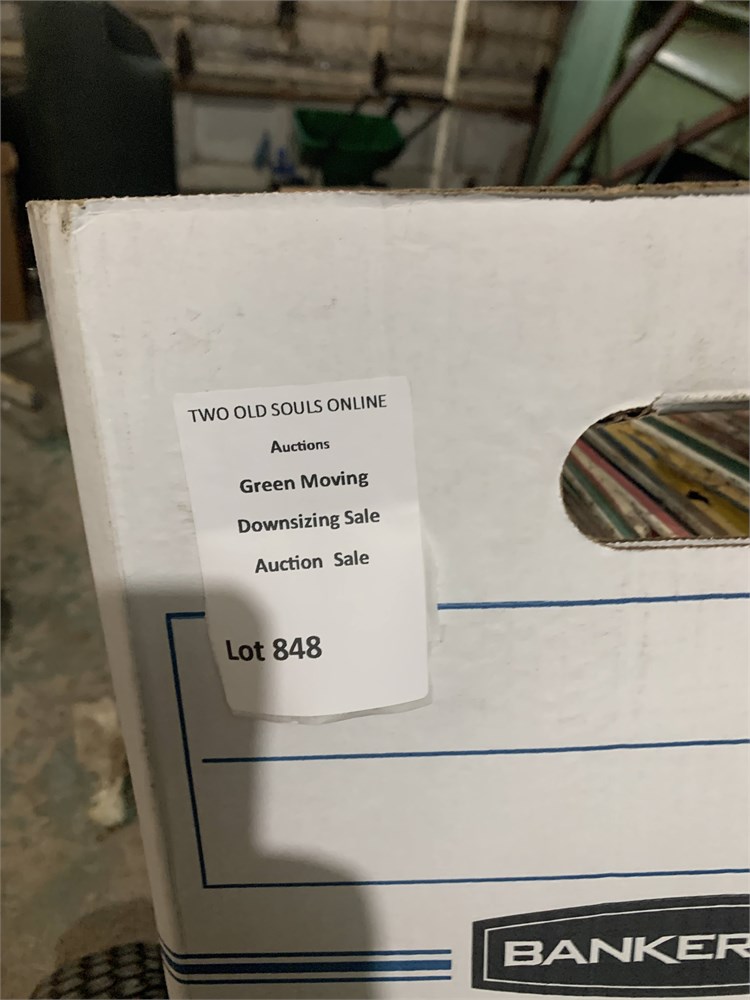 TWO OLD SOULS ONLINE
Auctions
Green Moving
Downsizing Sale
Auction Sale
Lot 848
BANKER